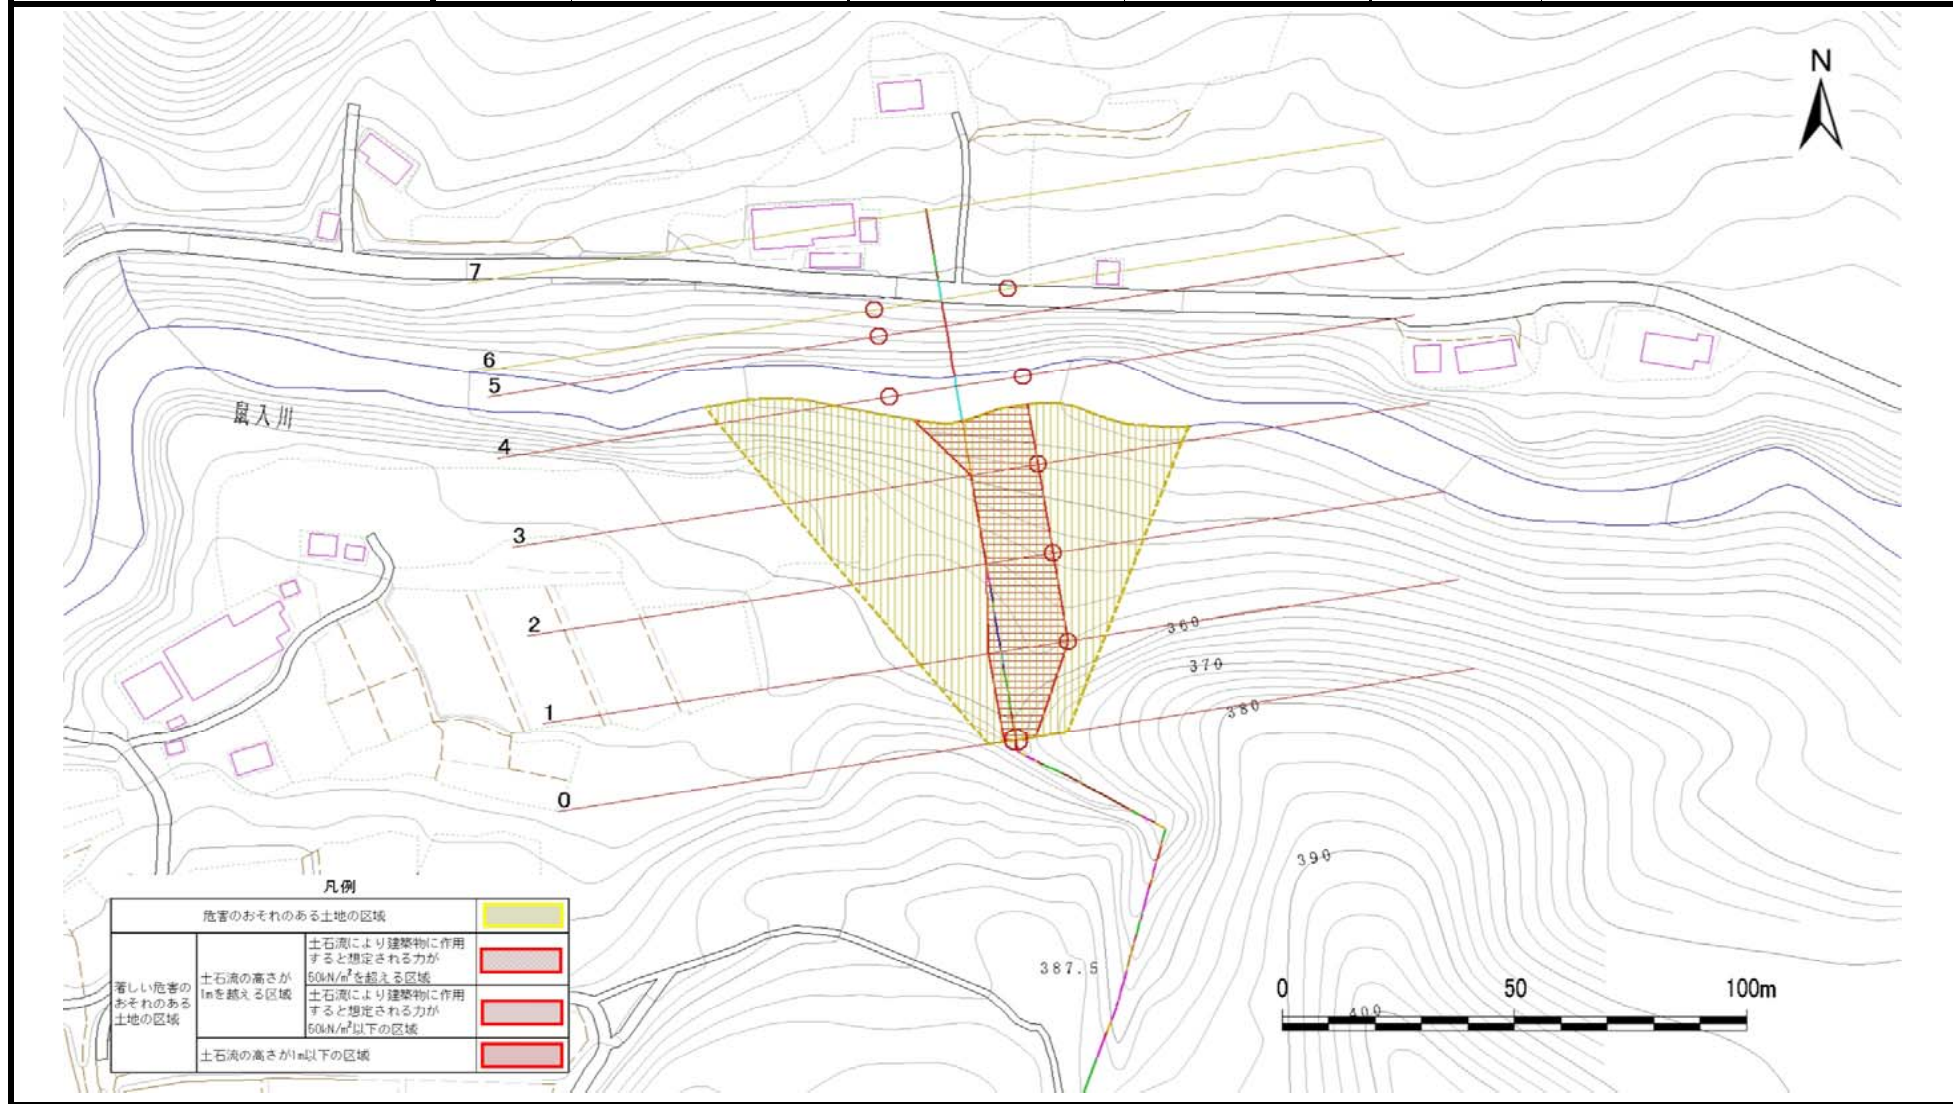 N
7
6
5
鼠入川
4
3
2
360
370
1
380
0
390
387.5
400
0 50 100m
凡例
危害のおそれのある土地の区域
著しい危害の
おそれのある
土地の区域
土石流の高さが
1mを越える区域
土石流により建築物に作用
すると想定される力が
50kN/m²を超える区域
土石流により建築物に作用
すると想定される力が
50kN/m²以下の区域
土石流の高さが1m以下の区域